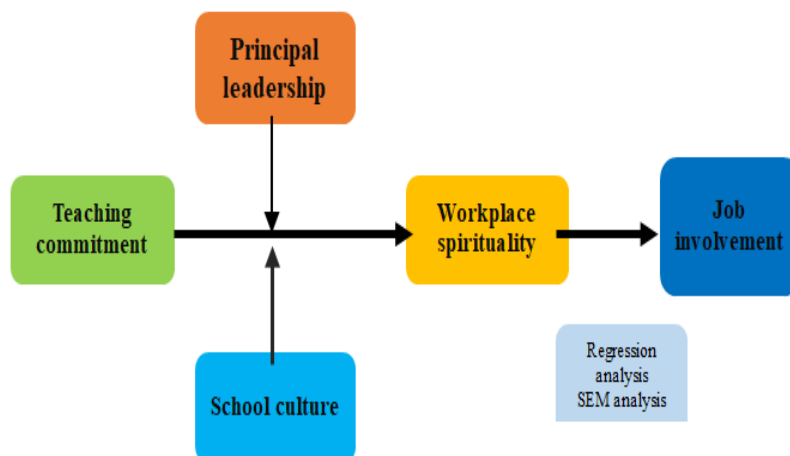 Principal
leadership
Teaching
commitment
Workplace
spirituality
Job
involvement
School culture
Regression
analysis
SEM analysis